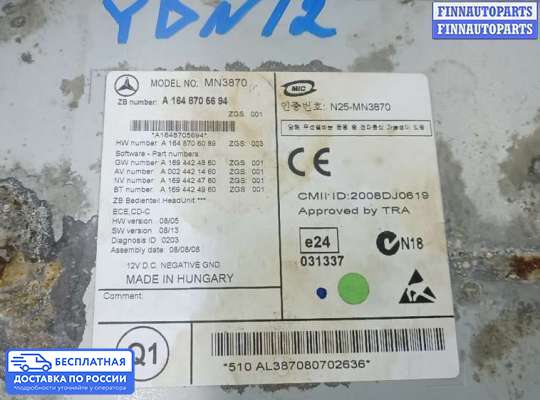 YDN12
FINNAUTOPARTS
FINNAUTOPARTS
MODEL NO. MN3870
ZB number: A 164 870 56 94
ZGS 001
*A1648705694*
HW number A 164 870 60 89 ZGS 003
Software - Part numbers:
GW number A 169 442 48 60 ZGS 001
AV number A 002 442 14 60 ZGS 001
NV number A 169 442 47 60 ZGS 001
BT number A 169 442 49 60 ZGS 001
ZB Bedienteil HeadUnit ***
ECE,CD-C
HW version 08/05
SW version 08/13
Diagnosis ID 0203
Assembly date: 08/08/08
12V D.C. NEGATIVE GND.
MADE IN HUNGARY
Comment:
MIC
인증번호: N25-MN3870
CE
CMII ID:2008DJ0619
Approved by TRA
e24
031337
N18
Q1
*510 AL387080702636*
БЕСПЛАТНАЯ
ДОСТАВКА ПО РОССИИ
*Подробности уточняйте у оператора